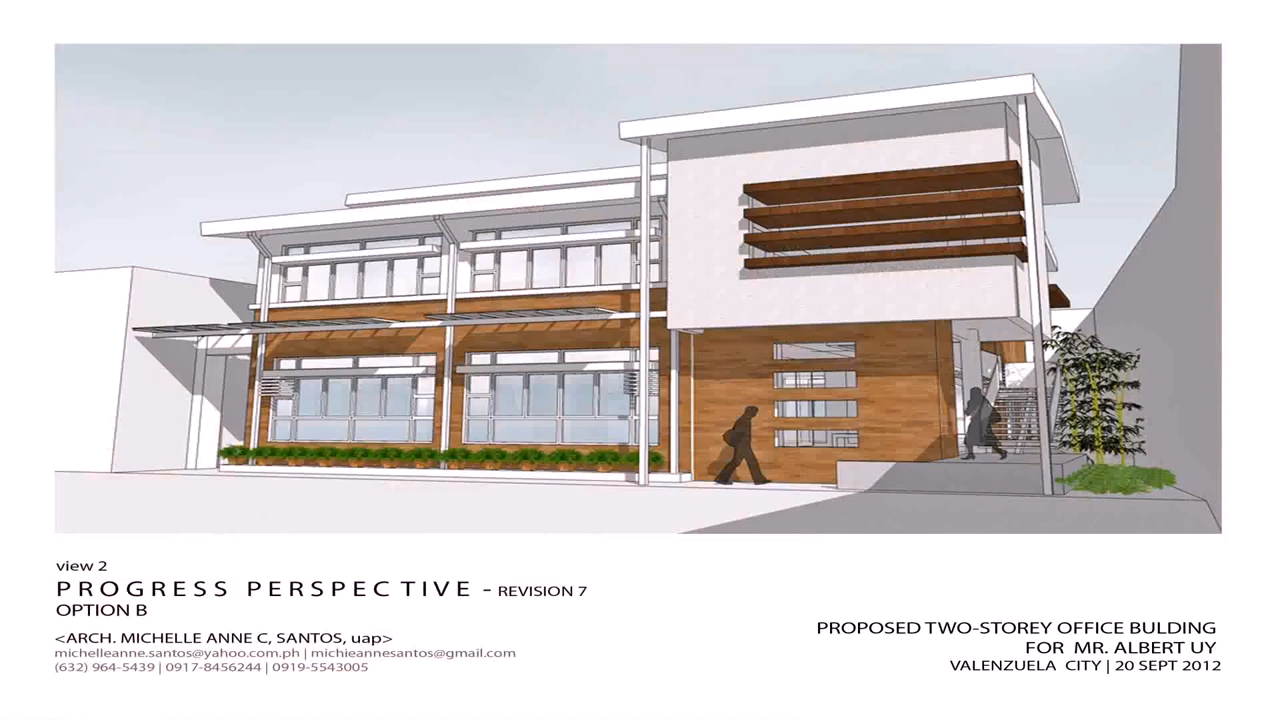 view 2
PROGRESS PERSPECTIVE - REVISION 7
OPTION B
<ARCH. MICHELLE ANNE C, SANTOS, uap>
michelleanne.santos@yahoo.com.ph | michieannesantos@gmail.com
(632) 964-5439 | 0917-8456244 | 0919-5543005
PROPOSED TWO-STOREY OFFICE BULDING
FOR MR. ALBERT UY
VALENZUELA CITY | 20 SEPT 2012